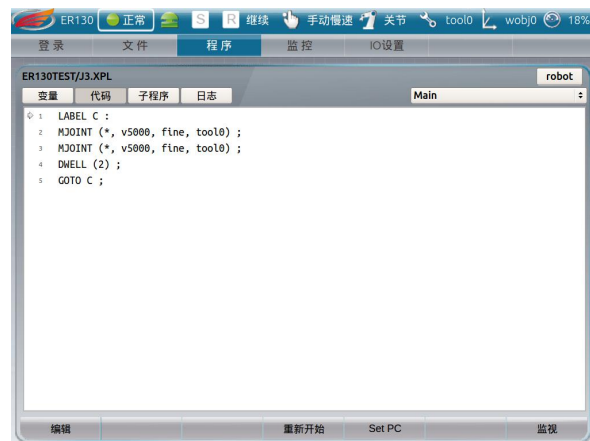 ER130 正常 S R 继续 手动慢速 关节 tool0 wobj0 18%
登录 文件 程序 监控 IO设置
ER130TEST/J3.XPL robot
变量 代码 子程序 日志 Main
1 LABEL C :
2 MJOINT (*, v5000, fine, tool0) ;
3 MJOINT (*, v5000, fine, tool0) ;
4 DWELL (2) ;
5 GOTO C ;
编辑 重新开始 Set PC 监视